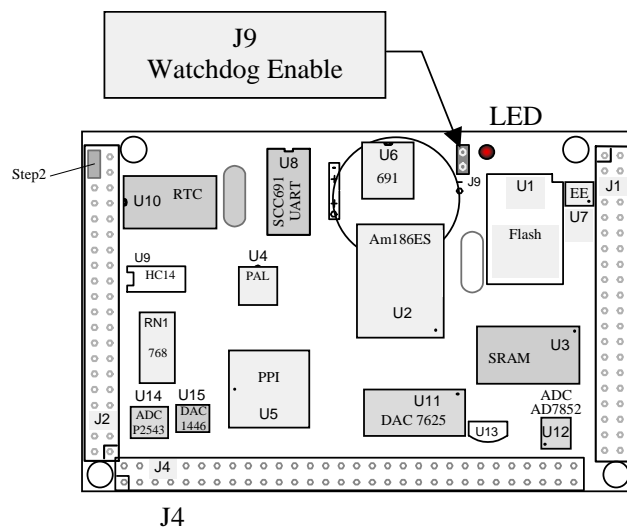 J9
Watchdog Enable
LED
Step2
U10
RTC
U8
SCC691
UART
U6
691
J9
U1
Flash
EE
U7
J1
U9
HC14
U4
PAL
Am186ES
U2
RN1
768
PPI
U5
SRAM
U3
U14
ADC
P2543
U15
DAC
1446
U11
DAC 7625
U13
ADC
AD7852
U12
J2
J4
J4